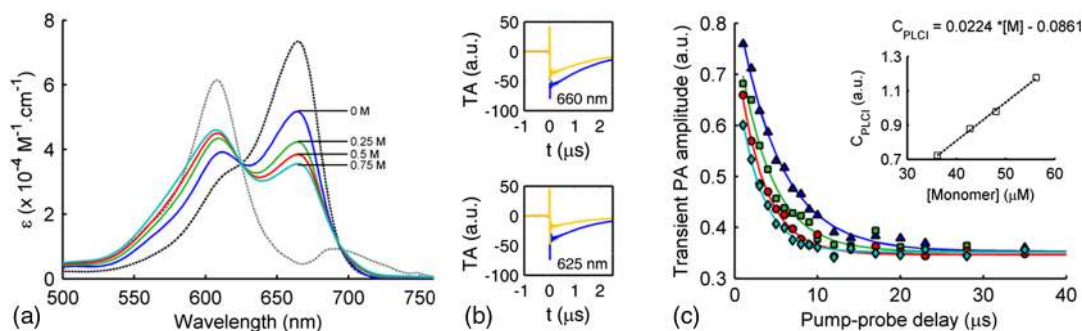 8
6
4
2
0
ε (x 10⁻⁴ M⁻¹.cm⁻¹)
0 M
0.25 M
0.5 M
0.75 M
500 550 600 650 700 750
(a) Wavelength (nm)
50
0
-50
-100
TA (a.u.)
660 nm
-1 0 1 2
t (μs)
50
0
-50
-100
TA (a.u.)
625 nm
-1 0 1 2
(b) t (μs)
0.8
0.7
0.6
0.5
0.4
0.3
Transient PA amplitude (a.u.)
C_PLCI = 0.0224 *[M] - 0.0861
1.3
1.1
0.9
0.7
C_PLCI (a.u.)
30 40 50 60
[Monomer] (μM)
0 10 20 30 40
(c) Pump-probe delay (μs)